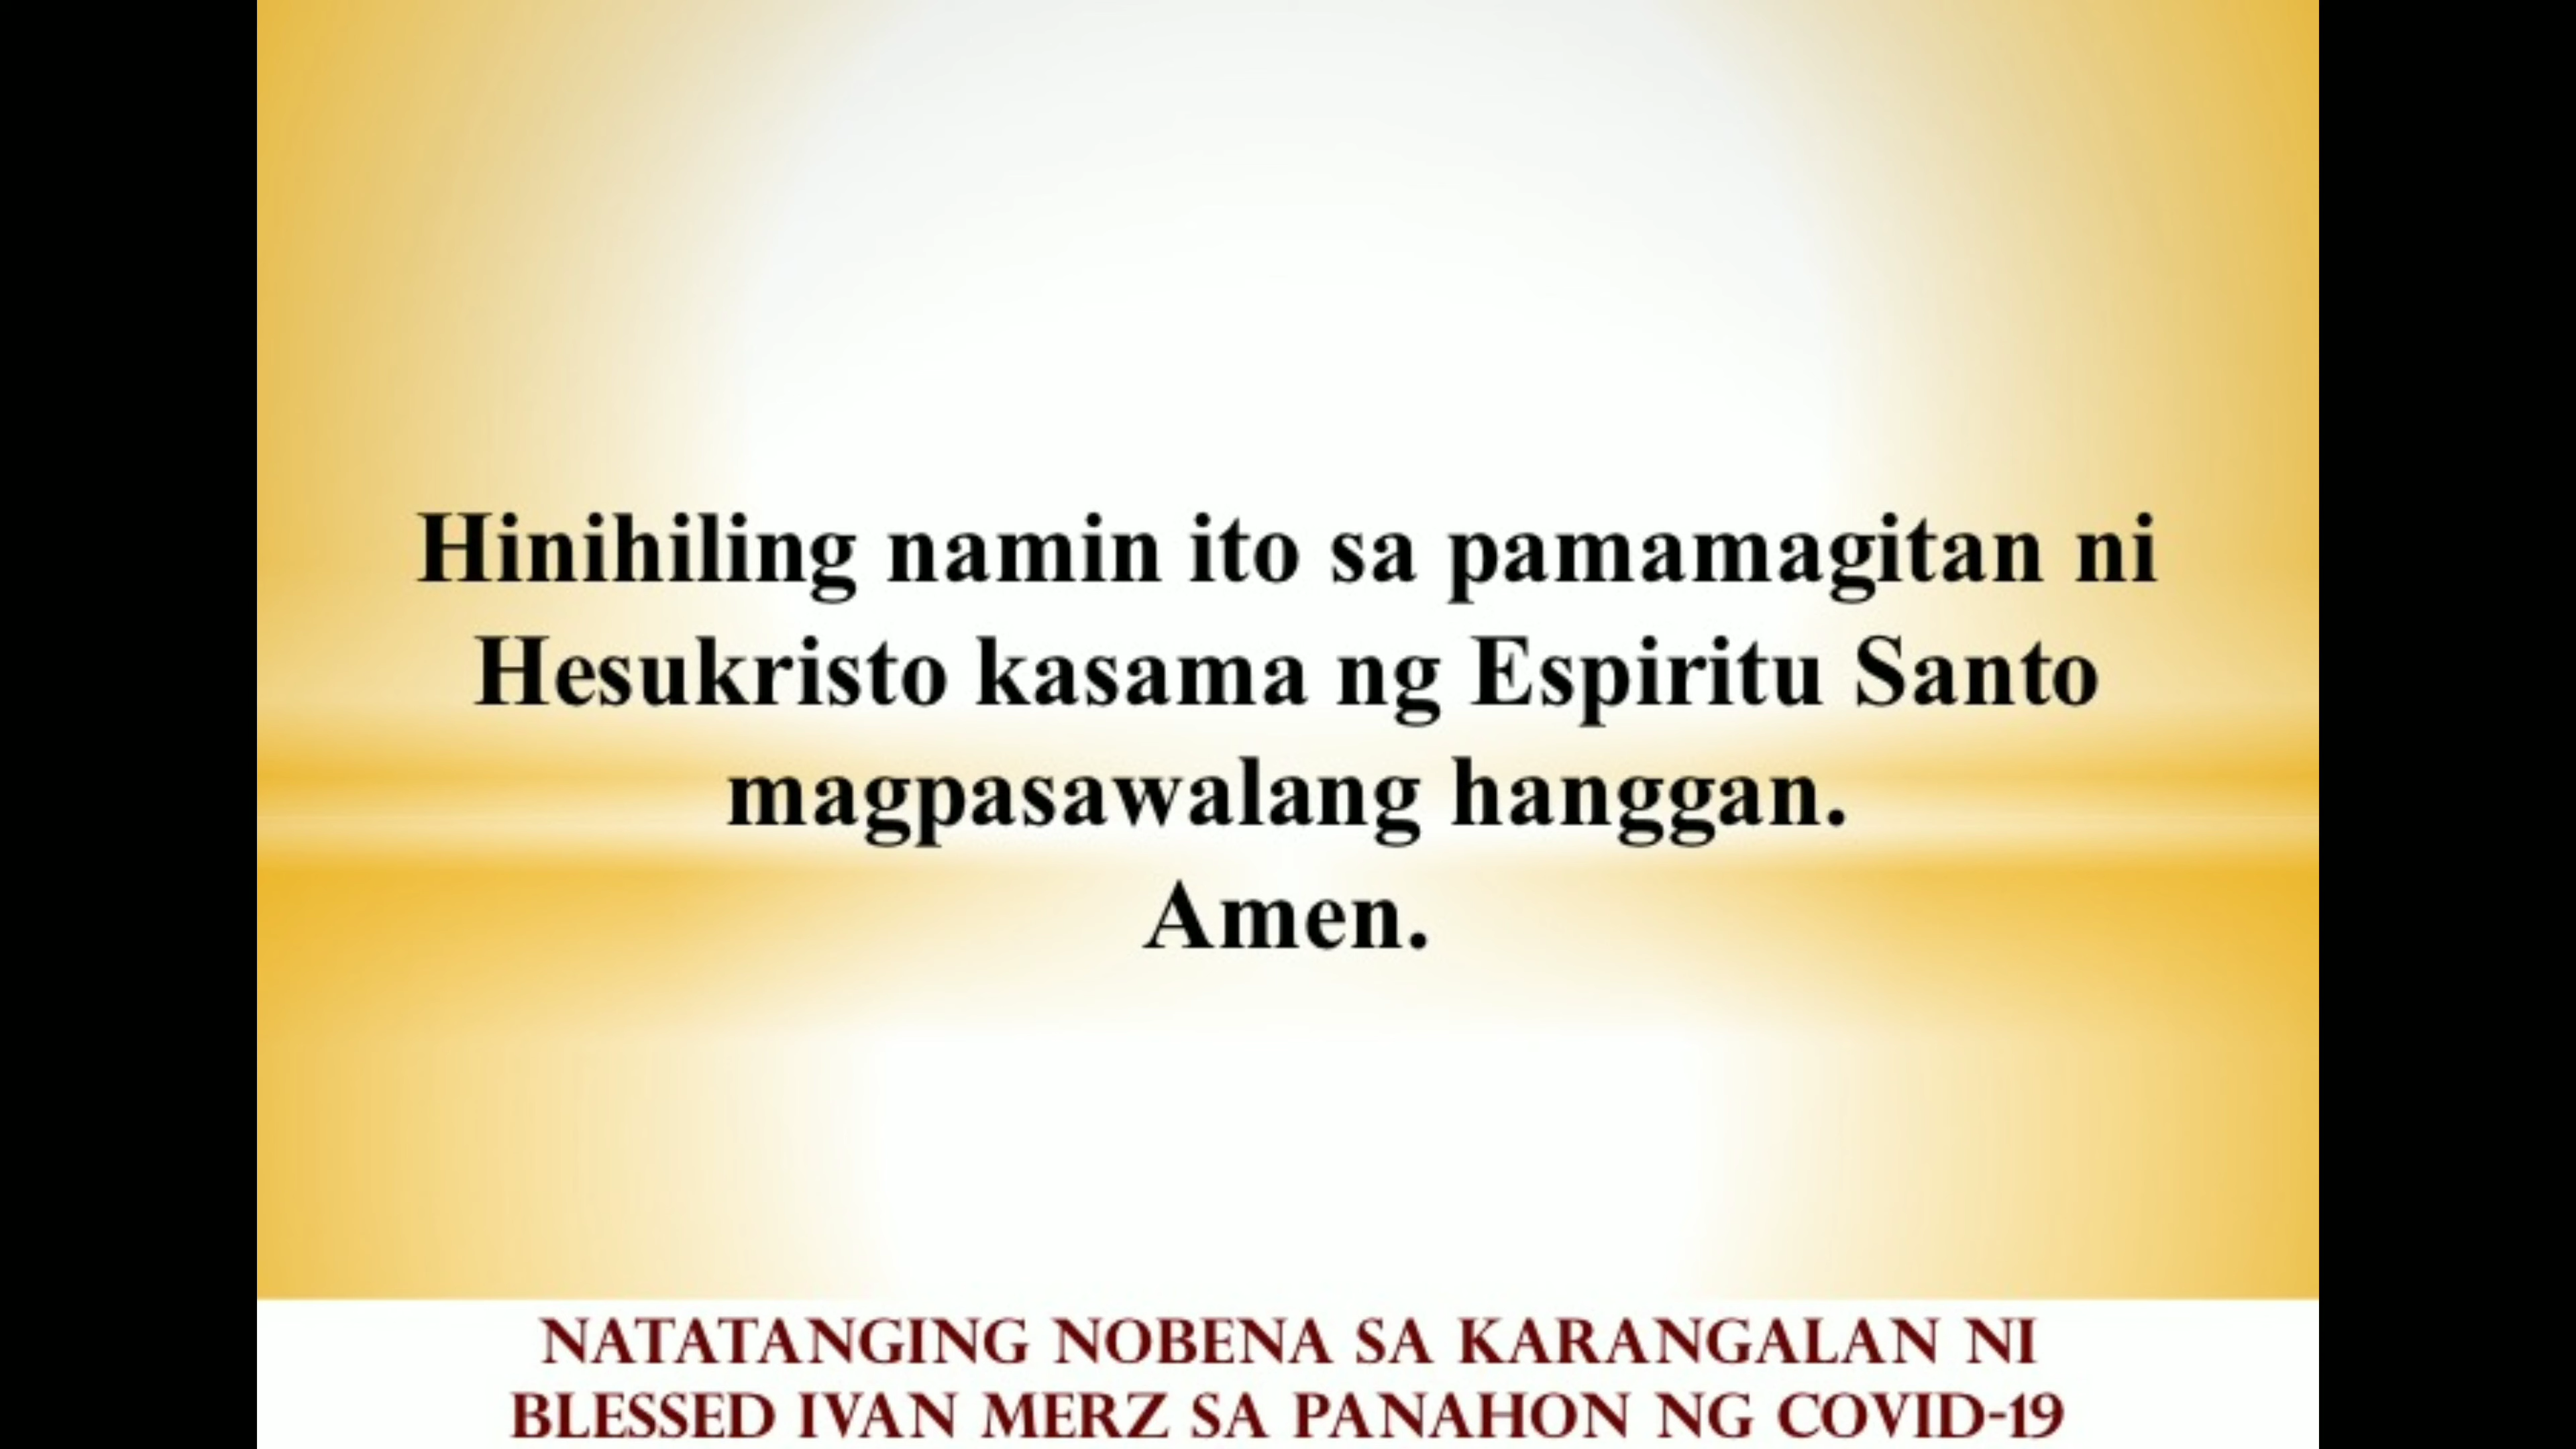 Hinihiling namin ito sa pamamagitan ni
Hesukristo kasama ng Espiritu Santo
magpasawalang hanggan.
Amen.
NATATANGING NOBENA SA KARANGALAN NI
BLESSED IVAN MERZ SA PANAHON NG COVID-19